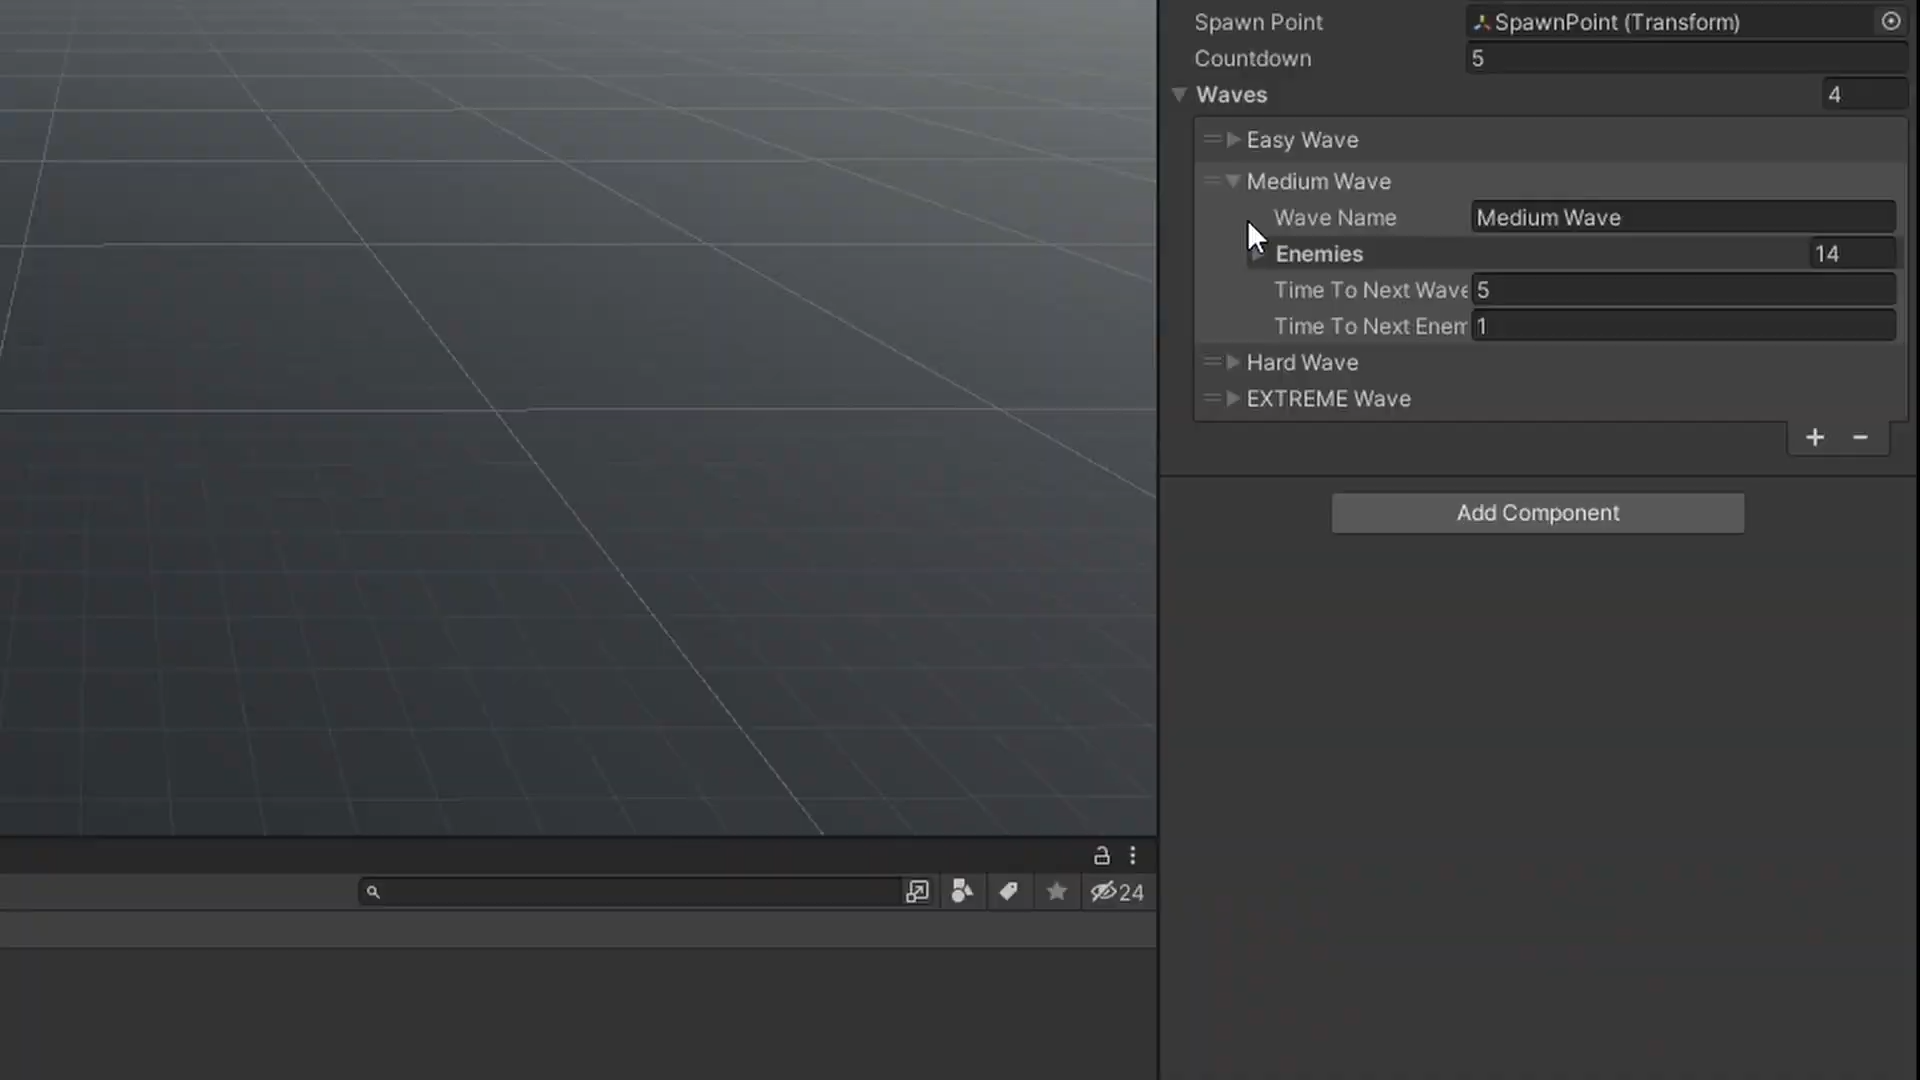 Spawn Point SpawnPoint (Transform)
Countdown 5
Waves 4
Easy Wave
Medium Wave
Wave Name Medium Wave
Enemies 14
Time To Next Wave 5
Time To Next Enem 1
Hard Wave
EXTREME Wave
+ −
Add Component
24